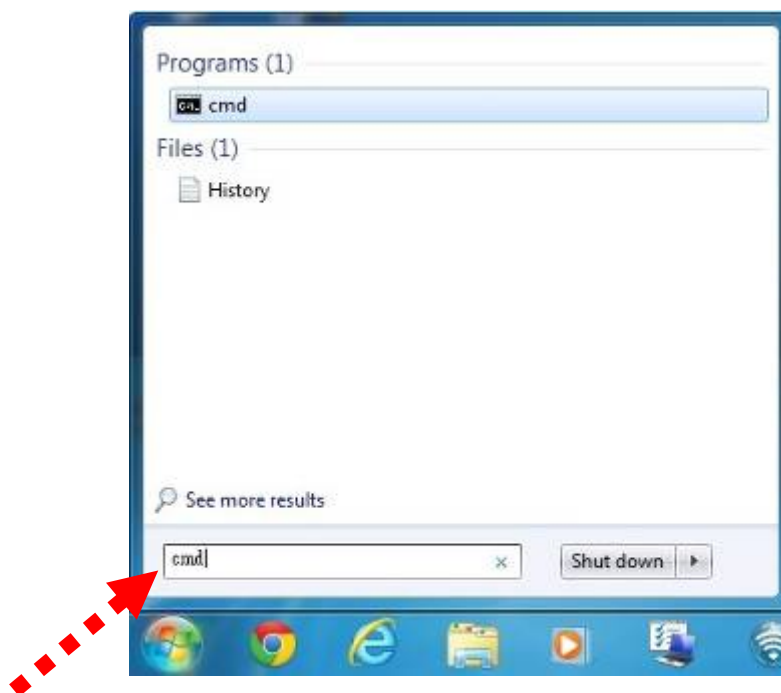 Programs (1)
cmd
Files (1)
History
See more results
cmd
Shut down